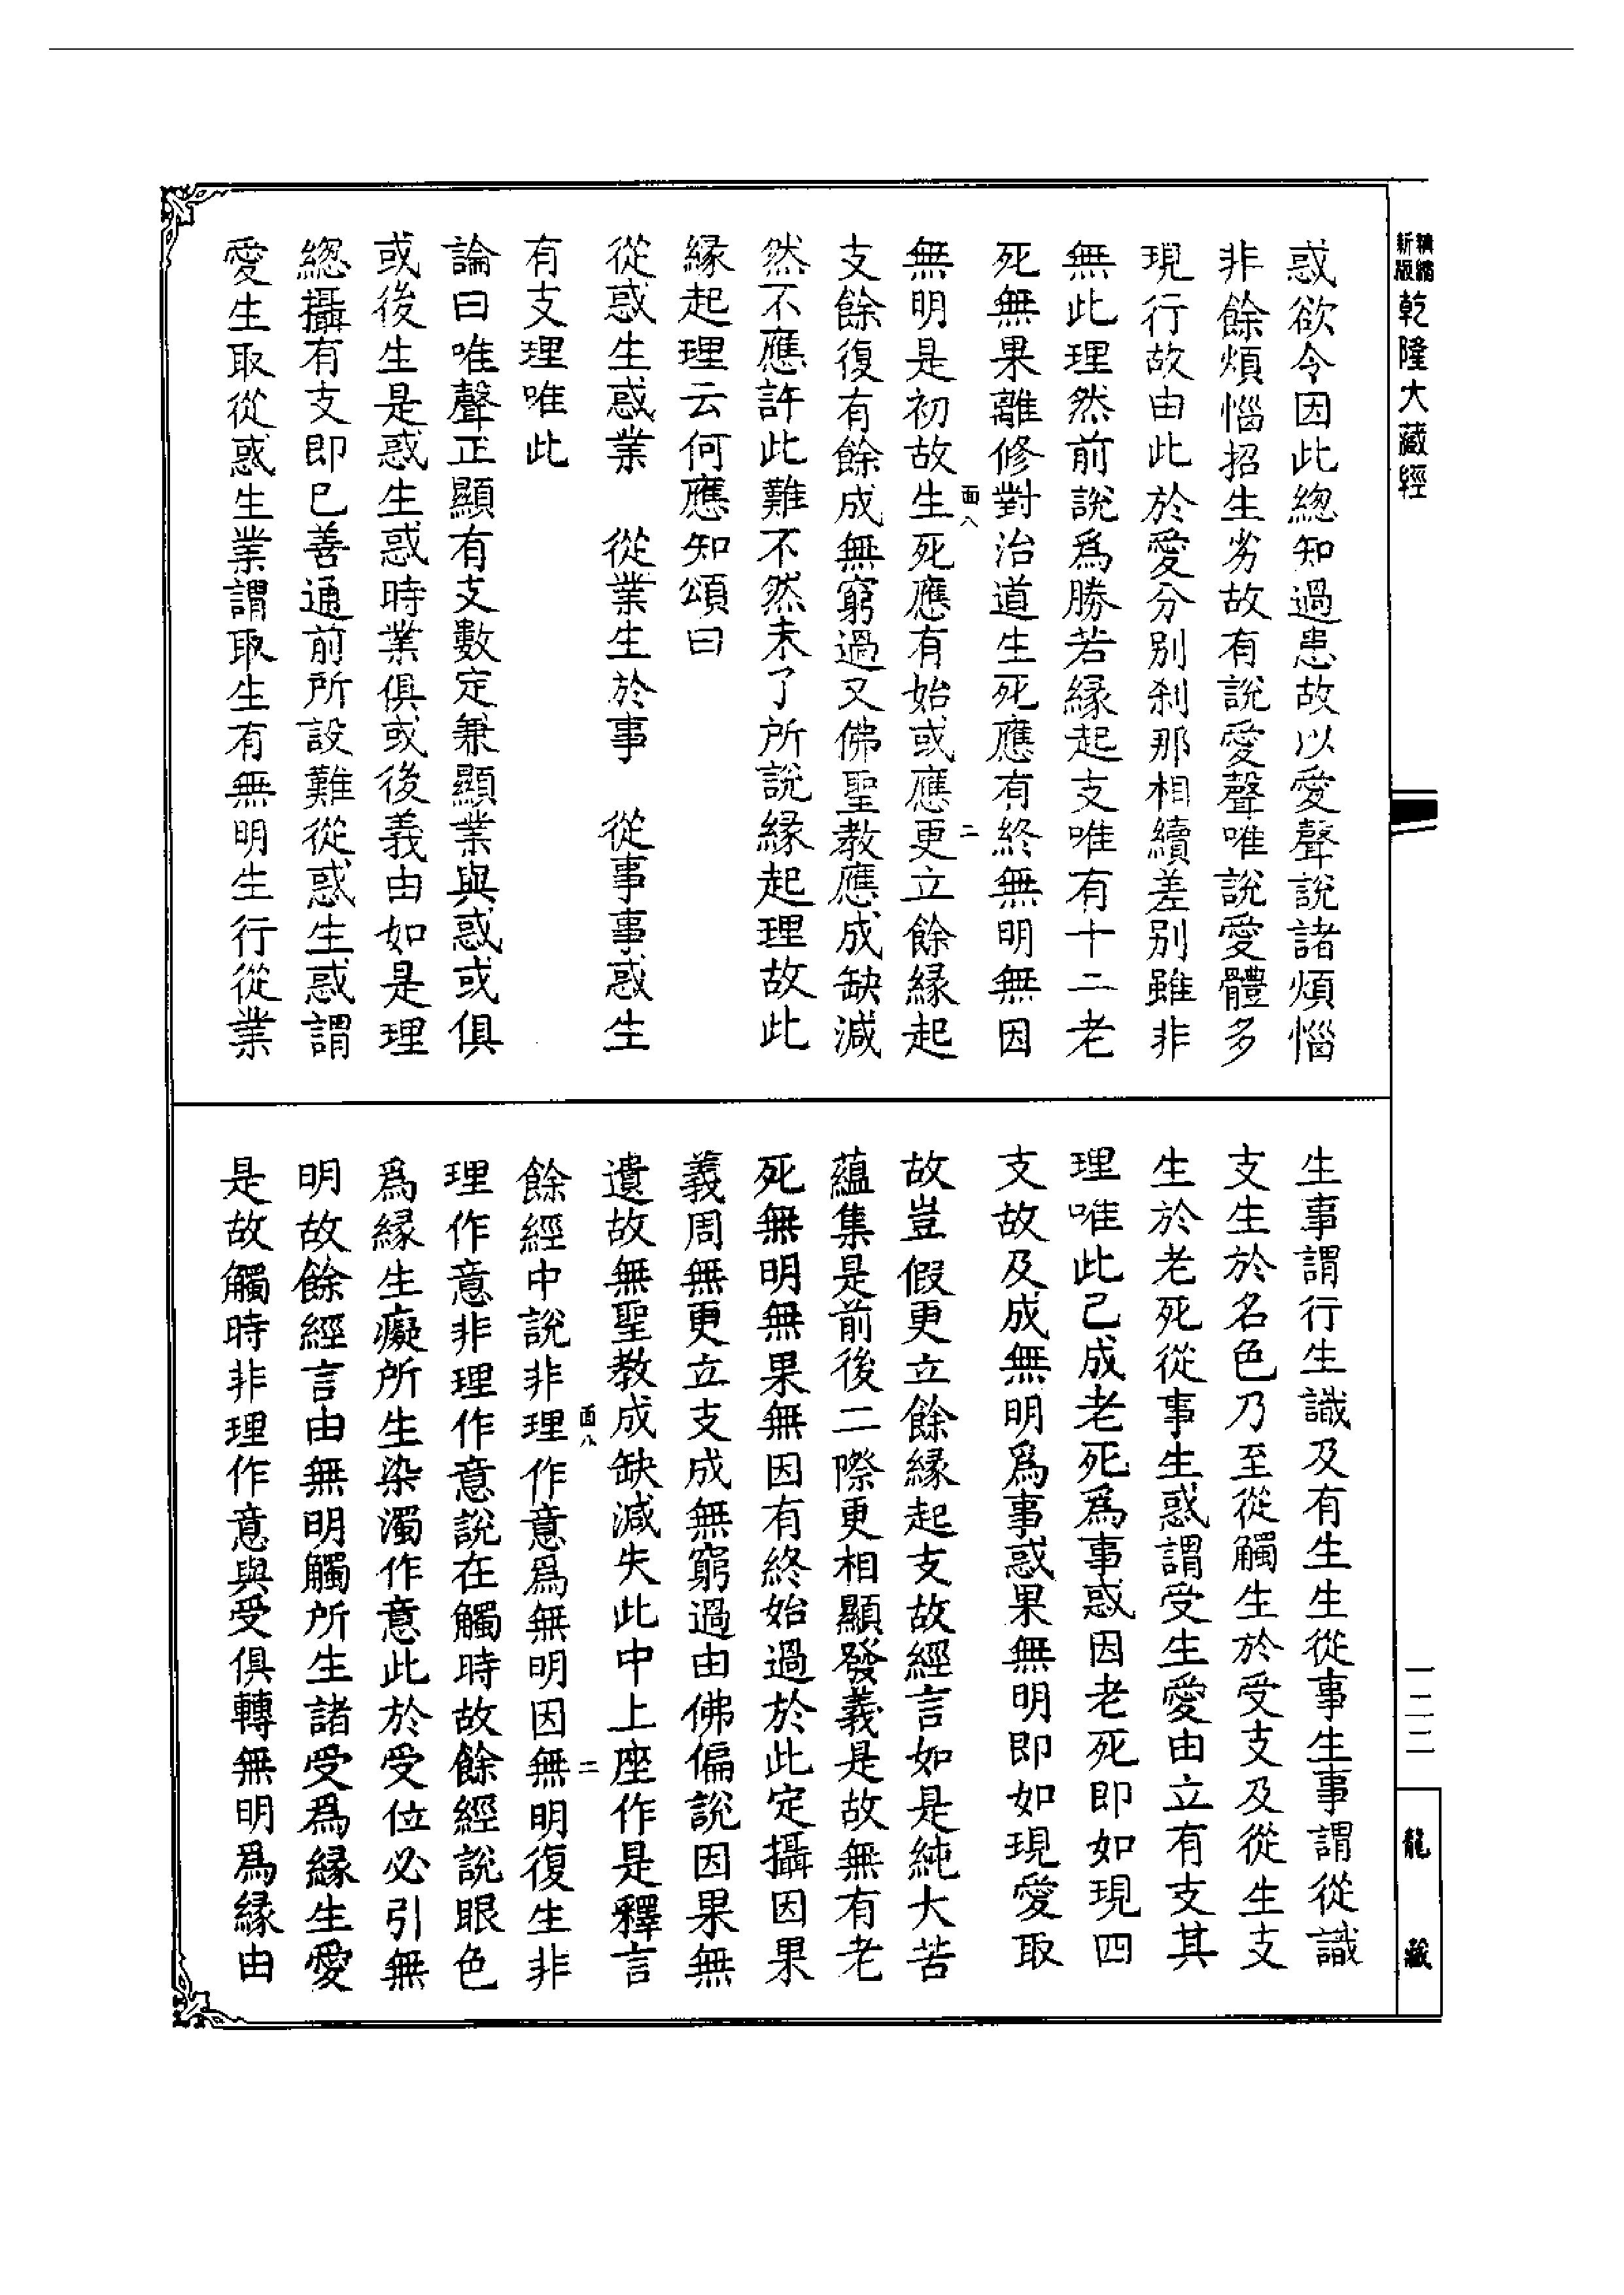 精縮
新版
乾隆大藏經
惑欲令因此總知過患故以愛聲說諸煩惱
非餘煩惱招生劣故有說愛聲唯說愛體多
現行故由此於愛分別刹那相續差別雖非
無此理然前說爲勝若緣起支唯有十二老
死無果離修對治道生死應有終無明無因
無明是初故生死應有始或應更立餘緣起
面八
二
支餘復有餘成無窮過又佛聖教應成缺減
然不應許此難不然未了所說緣起理故此
緣起理云何應知頌曰
從惑生惑業　從業生於事　從事事惑生
有支理唯此
論曰唯聲正顯有支數定兼顯業與惑或俱
或後生是惑生惑時業俱或後義由如是理
緫攝有支即已善通前所設難從惑生惑謂
愛生取從惑生業謂取生有無明生行從業
生事謂行生識及有生生從事生事謂從識
支生於名色乃至從觸生於受支及從生支
生於老死從事生惑謂受生愛由立有支其
理唯此已成老死爲事惑因老死即如現四
支故及成無明爲事惑果無明即如現愛取
故豈假更立餘緣起支故經言如是純大苦
蘊集是前後二際更相顯發義是故無有老
死無明無果無因有終始過於此定攝因果
義周無更立支成無窮過由佛偏說因果無
遺故無聖教成缺減失此中上座作是釋言
面八
二
餘經中說非理作意爲無明因無明復生非
理作意非理作意說在觸時故餘經說眼色
爲緣生癡所生染濁作意此於受位必引無
明故餘經言由無明觸所生諸受爲緣生愛
是故觸時非理作意與受俱轉無明爲緣由
一二二
龍藏